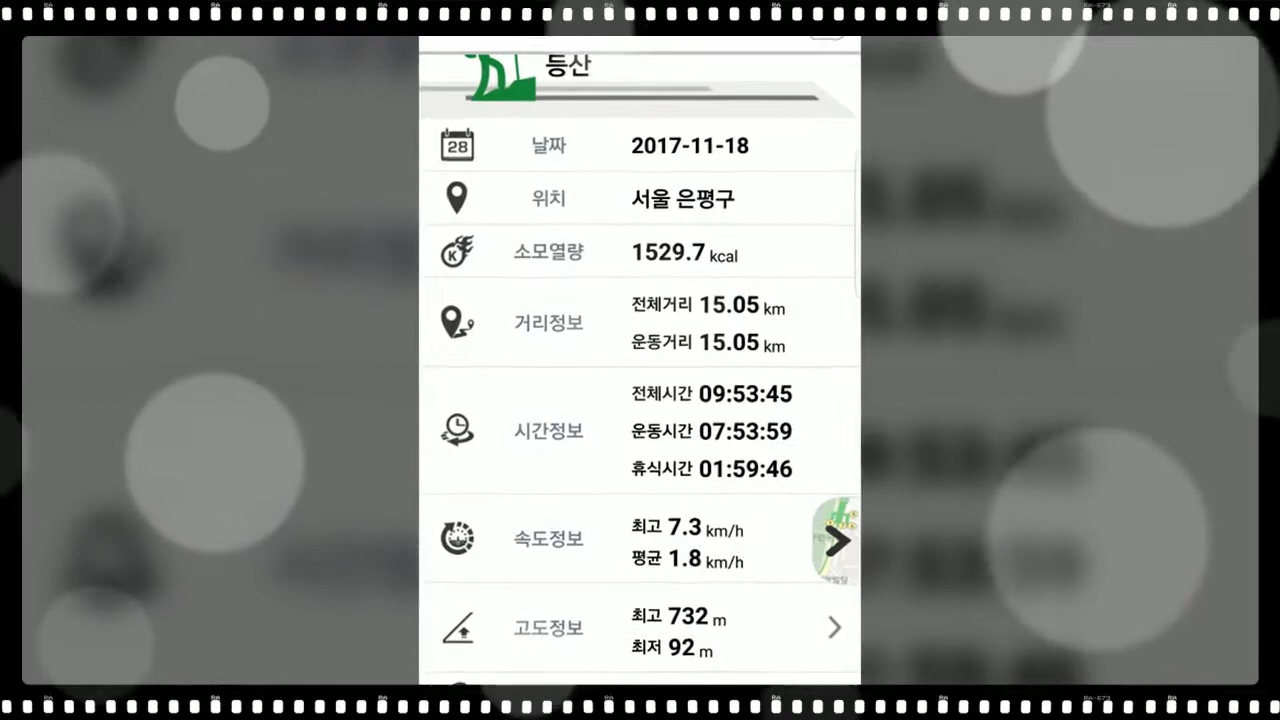 등산
28 날짜 2017-11-18
위치 서울 은평구
K 소모열량 1529.7 kcal
거리정보 전체거리 15.05 km
운동거리 15.05 km
시간정보 전체시간 09:53:45
운동시간 07:53:59
휴식시간 01:59:46
속도정보 최고 7.3 km/h
평균 1.8 km/h
고도정보 최고 732 m
최저 92 m